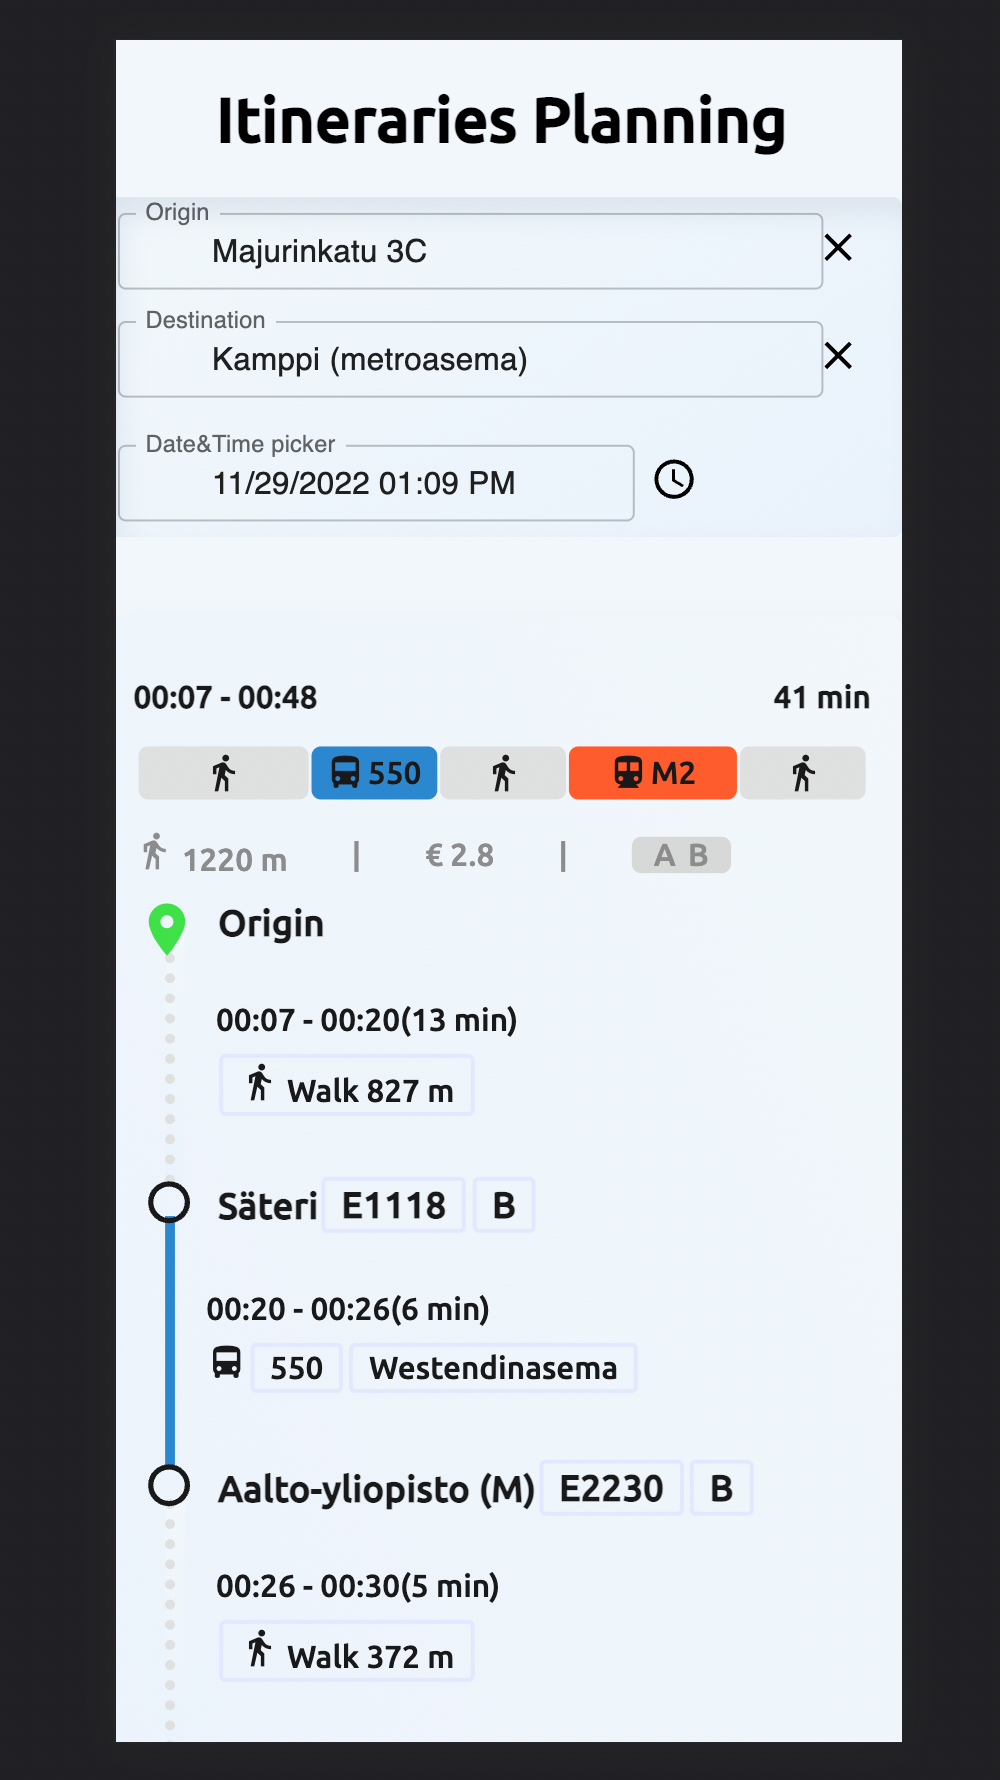 Itineraries Planning
Origin
Majurinkatu 3C
Destination
Kamppi (metroasema)
Date&Time picker
11/29/2022 01:09 PM
00:07 - 00:48 41 min
550 M2
1220 m | € 2.8 | A B
Origin
00:07 - 00:20(13 min)
Walk 827 m
Säteri E1118 B
00:20 - 00:26(6 min)
550 Westendinasema
Aalto-yliopisto (M) E2230 B
00:26 - 00:30(5 min)
Walk 372 m